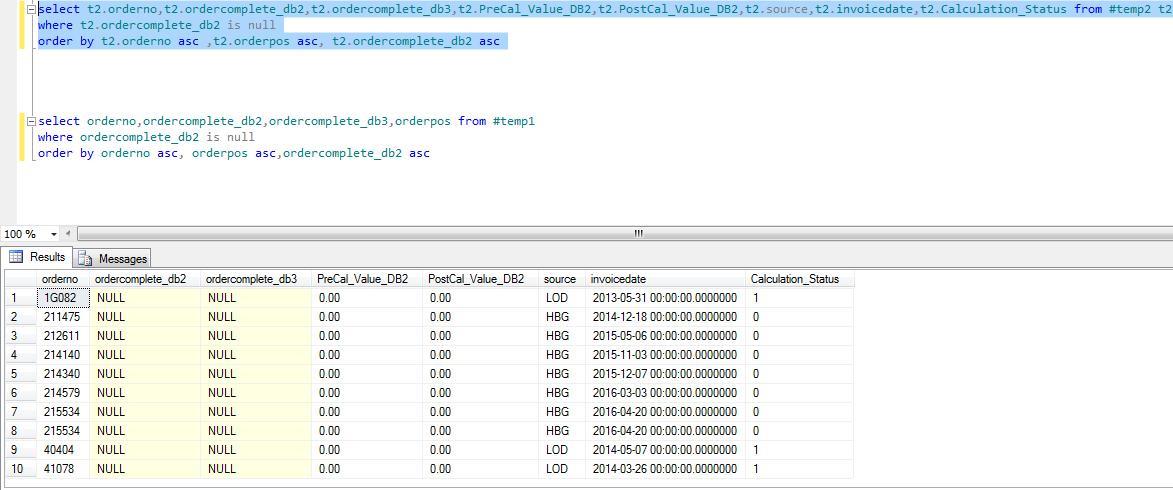 select t2.orderno,t2.ordercomplete_db2,t2.ordercomplete_db3,t2.PreCal_Value_DB2,t2.PostCal_Value_DB2,t2.source,t2.invoicedate,t2.Calculation_Status from #temp2 t2
where t2.ordercomplete_db2 is null
order by t2.orderno asc ,t2.orderpos asc, t2.ordercomplete_db2 asc
select orderno,ordercomplete_db2,ordercomplete_db3,orderpos from #temp1
where ordercomplete_db2 is null
order by orderno asc, orderpos asc,ordercomplete_db2 asc
100 %
Results Messages
orderno ordercomplete_db2 ordercomplete_db3 PreCal_Value_DB2 PostCal_Value_DB2 source invoicedate Calculation_Status
1 1G082 NULL NULL 0.00 0.00 LOD 2013-05-31 00:00:00.0000000 1
2 211475 NULL NULL 0.00 0.00 HBG 2014-12-18 00:00:00.0000000 0
3 212611 NULL NULL 0.00 0.00 HBG 2015-05-06 00:00:00.0000000 0
4 214140 NULL NULL 0.00 0.00 HBG 2015-11-03 00:00:00.0000000 0
5 214340 NULL NULL 0.00 0.00 HBG 2015-12-07 00:00:00.0000000 0
6 214579 NULL NULL 0.00 0.00 HBG 2016-03-03 00:00:00.0000000 0
7 215534 NULL NULL 0.00 0.00 HBG 2016-04-20 00:00:00.0000000 0
8 215534 NULL NULL 0.00 0.00 HBG 2016-04-20 00:00:00.0000000 0
9 40404 NULL NULL 0.00 0.00 LOD 2014-05-07 00:00:00.0000000 1
10 41078 NULL NULL 0.00 0.00 LOD 2014-03-26 00:00:00.0000000 1